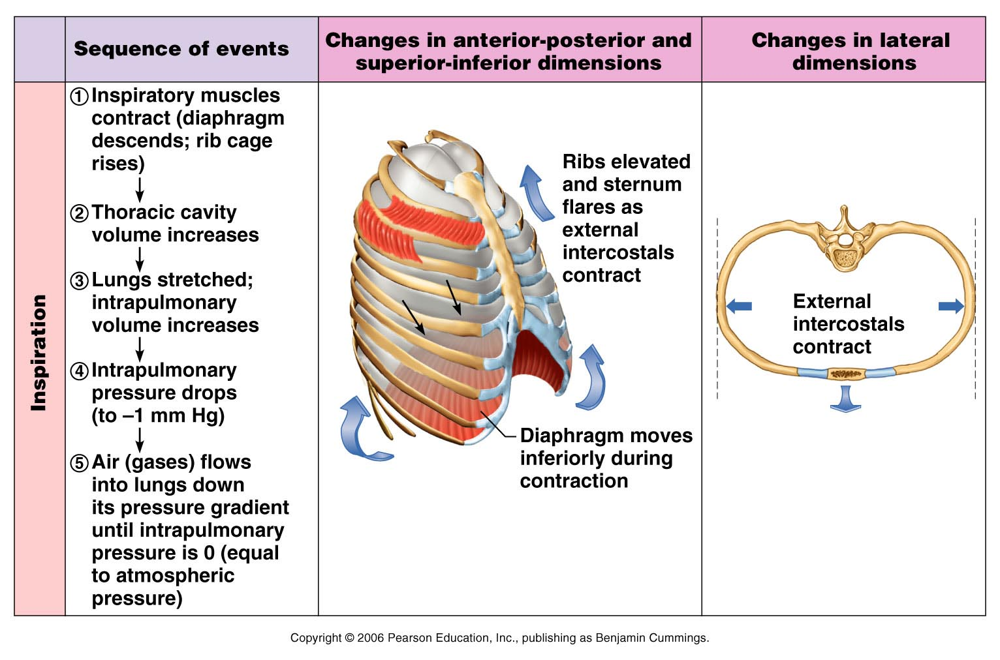 Sequence of events
Changes in anterior-posterior and
superior-inferior dimensions
Changes in lateral
dimensions
Inspiration
① Inspiratory muscles
contract (diaphragm
descends; rib cage
rises)
② Thoracic cavity
volume increases
③ Lungs stretched;
intrapulmonary
volume increases
④ Intrapulmonary
pressure drops
(to –1 mm Hg)
⑤ Air (gases) flows
into lungs down
its pressure gradient
until intrapulmonary
pressure is 0 (equal
to atmospheric
pressure)
Ribs elevated
and sternum
flares as
external
intercostals
contract
Diaphragm moves
inferiorly during
contraction
External
intercostals
contract
Copyright © 2006 Pearson Education, Inc., publishing as Benjamin Cummings.